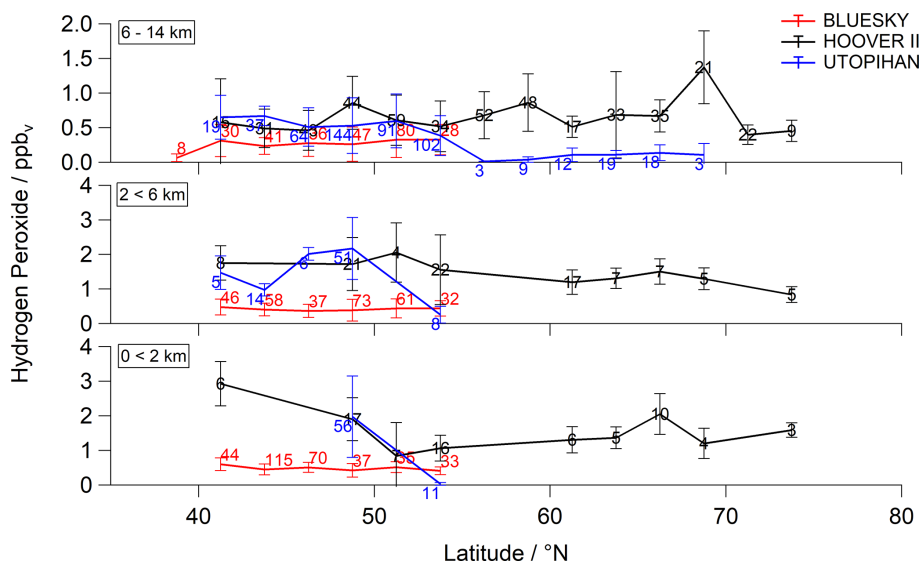 6 - 14 km
BLUESKY
HOOVER II
UTOPIHAN
2.0
1.5
1.0
0.5
0.0
8 30 41 36 47 80 28
15 31 43 44 59 34 52 48 17 33 35 21 22 9
19 37 64 144 91 102 3 9 12 19 18 3
2 < 6 km
4
3
2
1
0
8 21 4 22 17 7 7 5 5
5 14 6 51 8
46 58 37 73 61 32
0 < 2 km
4
3
2
1
0
6 17 7 16 6 5 10 4 3
56 11
44 115 70 37 35 33
40 50 60 70 80
Hydrogen Peroxide / ppbv
Latitude / °N